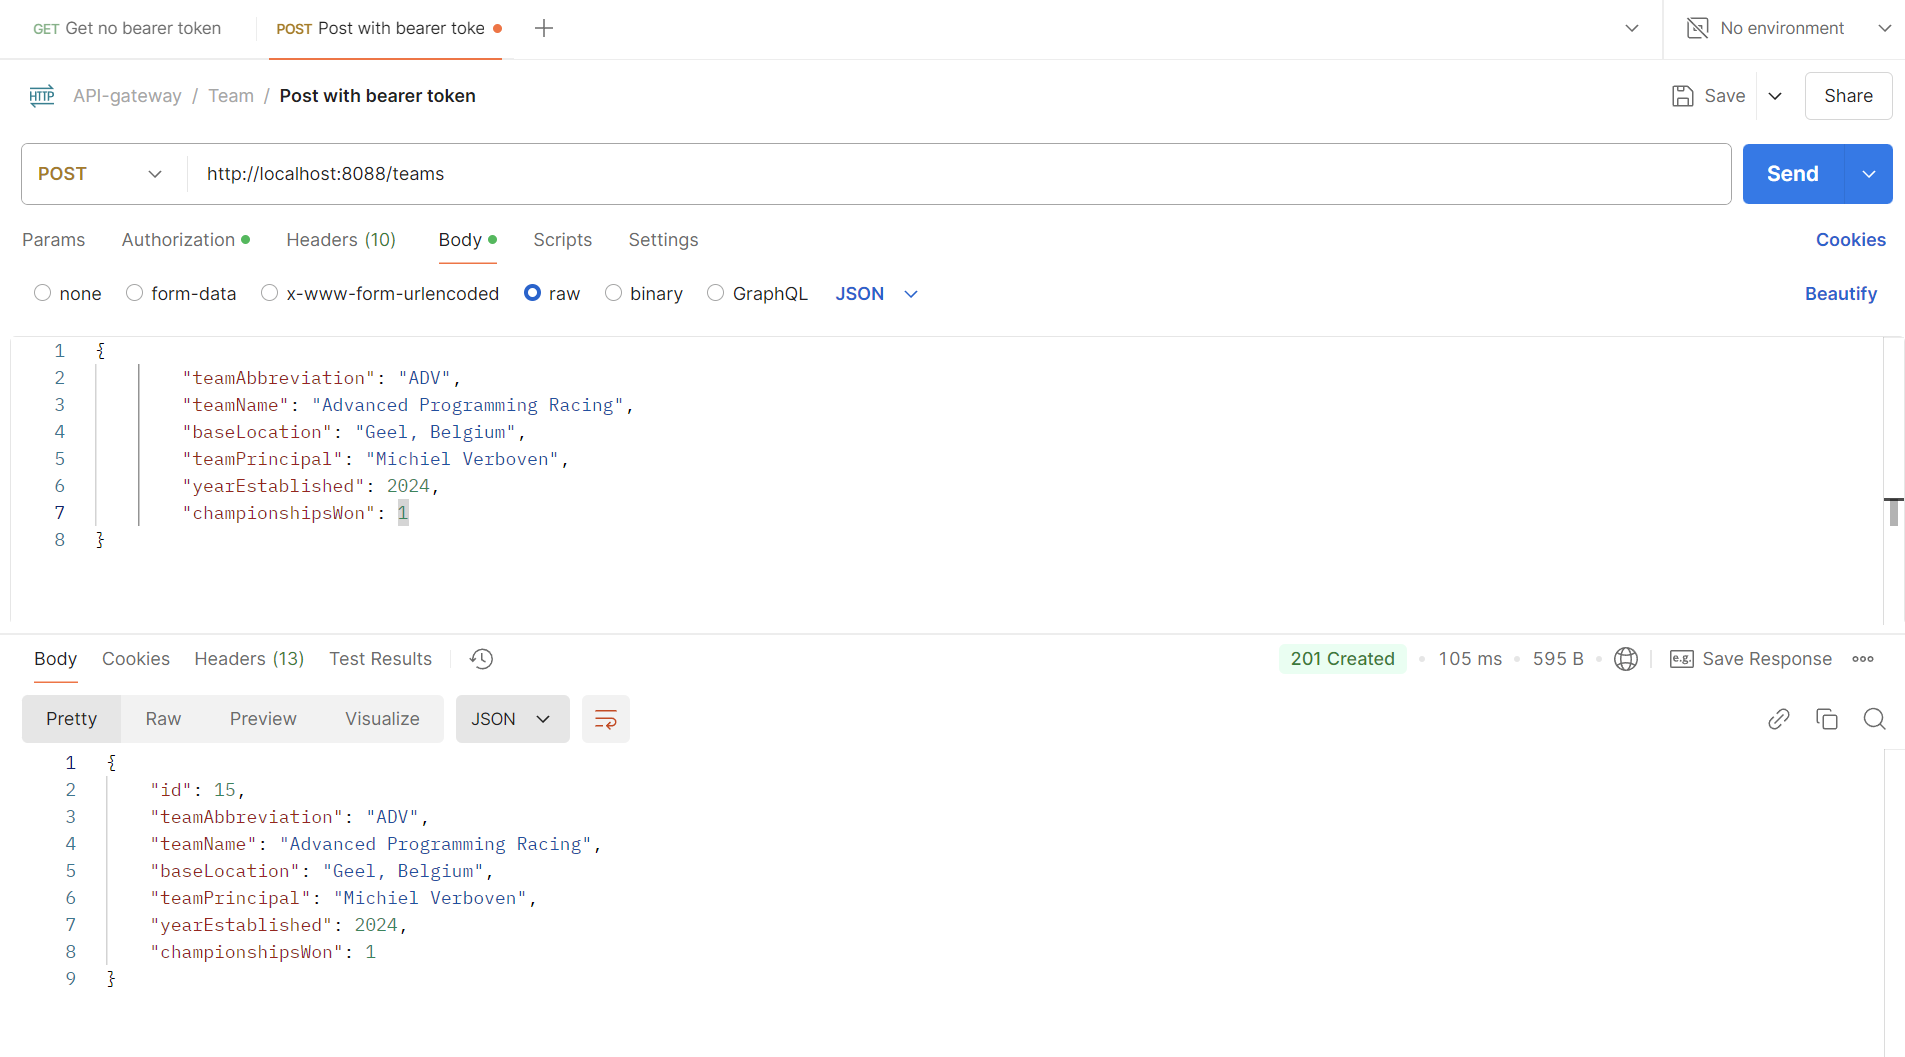 GET Get no bearer token POST Post with bearer toke No environment
HTTP API-gateway / Team / Post with bearer token Save Share
POST http://localhost:8088/teams Send
Params Authorization Headers (10) Body Scripts Settings Cookies
none form-data x-www-form-urlencoded raw binary GraphQL JSON Beautify
1 {
2 "teamAbbreviation": "ADV",
3 "teamName": "Advanced Programming Racing",
4 "baseLocation": "Geel, Belgium",
5 "teamPrincipal": "Michiel Verboven",
6 "yearEstablished": 2024,
7 "championshipsWon": 1
8 }
Body Cookies Headers (13) Test Results 201 Created 105 ms 595 B e.g. Save Response
Pretty Raw Preview Visualize JSON
1 {
2 "id": 15,
3 "teamAbbreviation": "ADV",
4 "teamName": "Advanced Programming Racing",
5 "baseLocation": "Geel, Belgium",
6 "teamPrincipal": "Michiel Verboven",
7 "yearEstablished": 2024,
8 "championshipsWon": 1
9 }